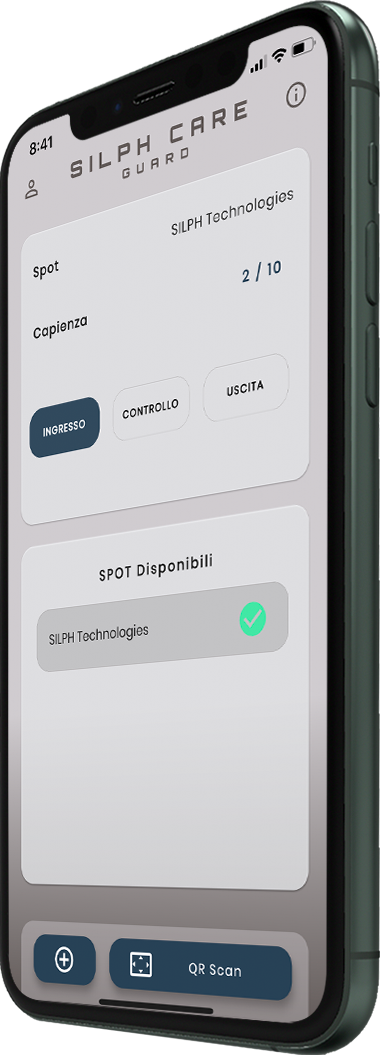 8:41
SILPH CARE
GUARD
Spot SILPH Technologies
Capienza 2 / 10
INGRESSO CONTROLLO USCITA
SPOT Disponibili
SILPH Technologies
QR Scan